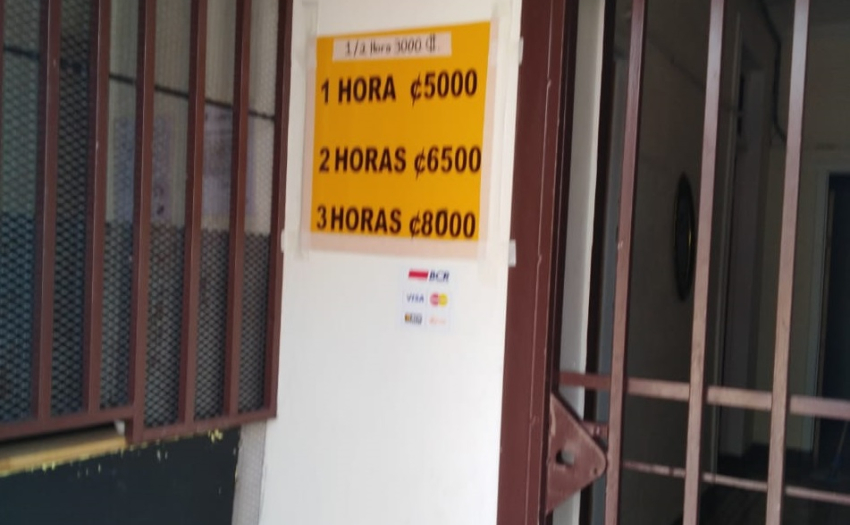 1/2 Hora 3000 ₡.
1 HORA ₡5000
2 HORAS ₡6500
3 HORAS ₡8000
BCR
VISA